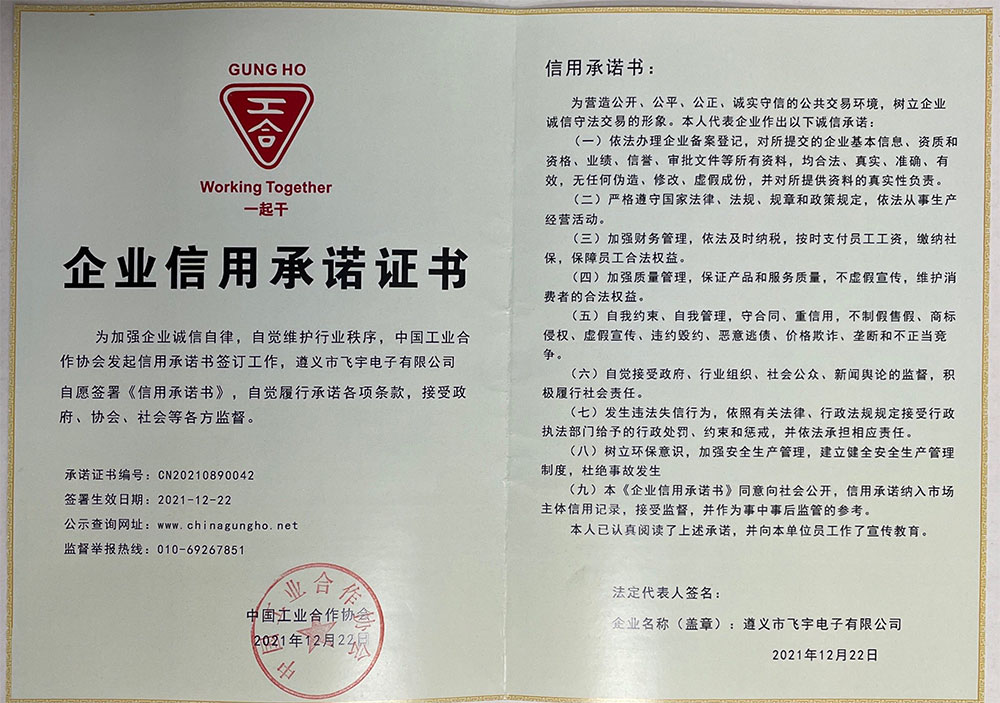 GUNG HO
工合
Working Together
一起干
企业信用承诺证书
为加强企业诚信自律，自觉维护行业秩序，中国工业合
作协会发起信用承诺书签订工作，遵义市飞宇电子有限公司
自愿签署《信用承诺书》，自觉履行承诺各项条款，接受政
府、协会、社会等各方监督。
承诺证书编号：CN20210890042
签署生效日期：2021-12-22
公示查询网址：www.chinagungho.net
监督举报热线：010-69267851
中国工业合作协会
2021年12月22日
中国工业合作协会
信用承诺书：
为营造公开、公平、公正、诚实守信的公共交易环境，树立企业
诚信守法交易的形象。本人代表企业作出以下诚信承诺：
（一）依法办理企业备案登记，对所提交的企业基本信息、资质和
资格、业绩、信誉、审批文件等所有资料，均合法、真实、准确、有
效，无任何伪造、修改、虚假成份，并对所提供资料的真实性负责。
（二）严格遵守国家法律、法规、规章和政策规定，依法从事生产
经营活动。
（三）加强财务管理，依法及时纳税，按时支付员工工资，缴纳社
保，保障员工合法权益。
（四）加强质量管理，保证产品和服务质量，不虚假宣传，维护消
费者的合法权益。
（五）自我约束、自我管理，守合同、重信用，不制假售假、商标
侵权、虚假宣传、违约毁约、恶意逃债、价格欺诈、垄断和不正当竞
争。
（六）自觉接受政府、行业组织、社会公众、新闻舆论的监督，积
极履行社会责任。
（七）发生违法失信行为，依照有关法律、行政法规规定接受行政
执法部门给予的行政处罚、约束和惩戒，并依法承担相应责任。
（八）树立环保意识，加强安全生产管理，建立健全安全生产管理
制度，杜绝事故发生
（九）本《企业信用承诺书》同意向社会公开，信用承诺纳入市场
主体信用记录，接受监督，并作为事中事后监管的参考。
本人已认真阅读了上述承诺，并向本单位员工作了宣传教育。
法定代表人签名：
企业名称（盖章）：遵义市飞宇电子有限公司
2021年12月22日